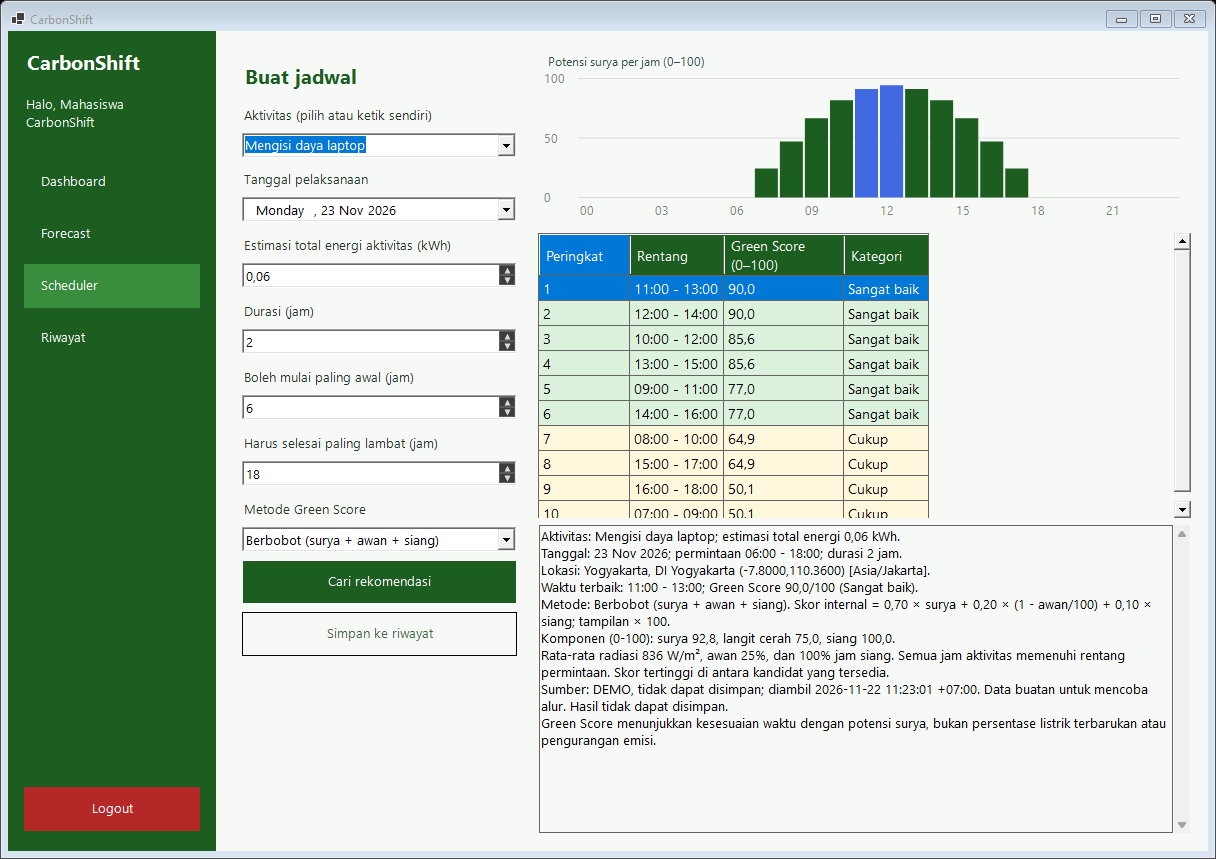 CarbonShift
CarbonShift
Halo, Mahasiswa
CarbonShift
Dashboard
Forecast
Scheduler
Riwayat
Logout
Buat jadwal
Aktivitas (pilih atau ketik sendiri)
Mengisi daya laptop
Tanggal pelaksanaan
Monday , 23 Nov 2026
Estimasi total energi aktivitas (kWh)
0,06
Durasi (jam)
2
Boleh mulai paling awal (jam)
6
Harus selesai paling lambat (jam)
18
Metode Green Score
Berbobot (surya + awan + siang)
Cari rekomendasi
Simpan ke riwayat
Potensi surya per jam (0–100)
100
50
0
00 03 06 09 12 15 18 21
Peringkat Rentang Green Score (0–100) Kategori
1 11:00 - 13:00 90,0 Sangat baik
2 12:00 - 14:00 90,0 Sangat baik
3 10:00 - 12:00 85,6 Sangat baik
4 13:00 - 15:00 85,6 Sangat baik
5 09:00 - 11:00 77,0 Sangat baik
6 14:00 - 16:00 77,0 Sangat baik
7 08:00 - 10:00 64,9 Cukup
8 15:00 - 17:00 64,9 Cukup
9 16:00 - 18:00 50,1 Cukup
10 07:00 - 09:00 50,1 Cukup
Aktivitas: Mengisi daya laptop; estimasi total energi 0,06 kWh.
Tanggal: 23 Nov 2026; permintaan 06:00 - 18:00; durasi 2 jam.
Lokasi: Yogyakarta, DI Yogyakarta (-7.8000,110.3600) [Asia/Jakarta].
Waktu terbaik: 11:00 - 13:00; Green Score 90,0/100 (Sangat baik).
Metode: Berbobot (surya + awan + siang). Skor internal = 0,70 × surya + 0,20 × (1 - awan/100) + 0,10 ×
siang; tampilan × 100.
Komponen (0-100): surya 92,8, langit cerah 75,0, siang 100,0.
Rata-rata radiasi 836 W/m², awan 25%, dan 100% jam siang. Semua jam aktivitas memenuhi rentang
permintaan. Skor tertinggi di antara kandidat yang tersedia.
Sumber: DEMO, tidak dapat disimpan; diambil 2026-11-22 11:23:01 +07:00. Data buatan untuk mencoba
alur. Hasil tidak dapat disimpan.
Green Score menunjukkan kesesuaian waktu dengan potensi surya, bukan persentase listrik terbarukan atau
pengurangan emisi.